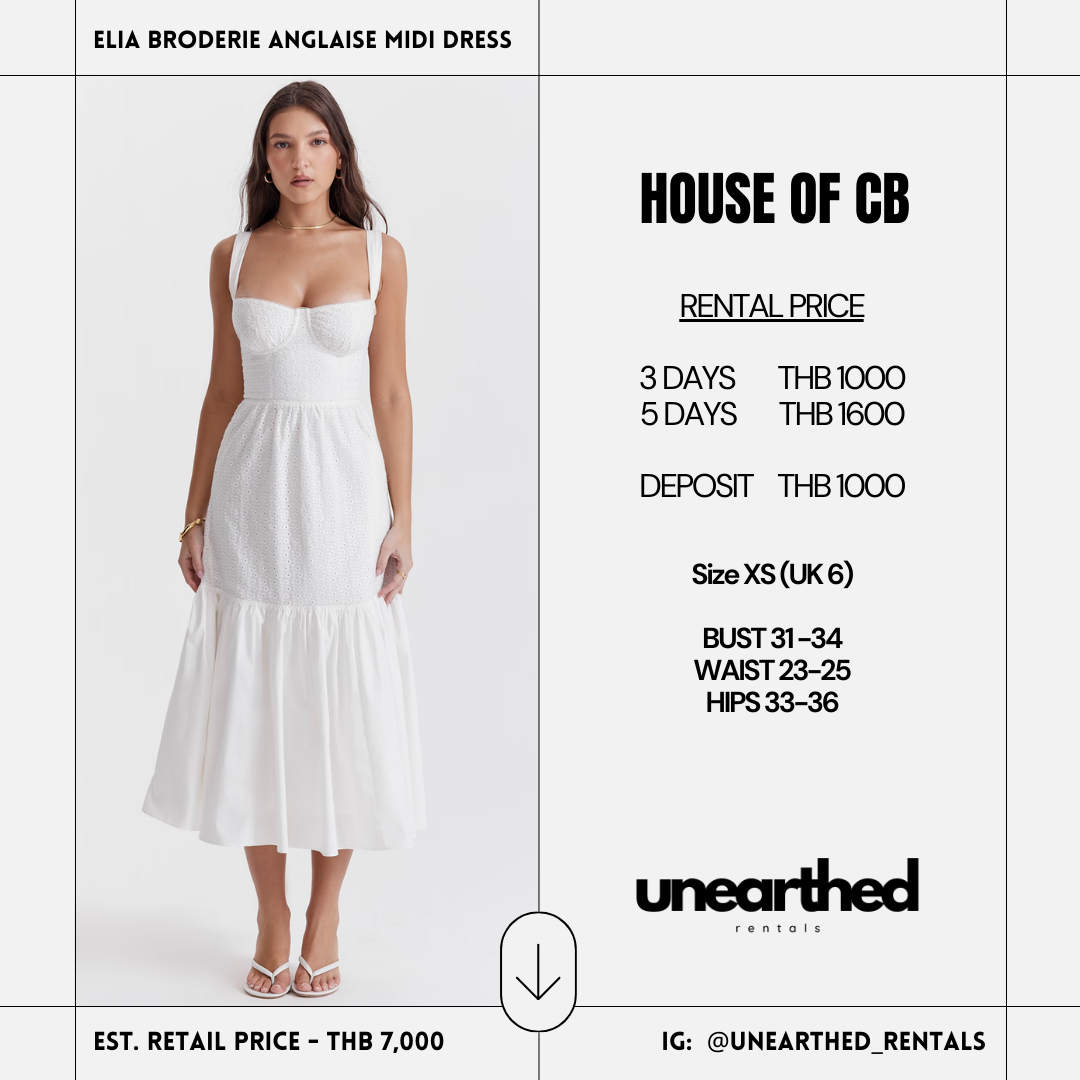 ELIA BRODERIE ANGLAISE MIDI DRESS
HOUSE OF CB
RENTAL PRICE
3 DAYS THB 1000
5 DAYS THB 1600
DEPOSIT THB 1000
Size XS (UK 6)
BUST 31 -34
WAIST 23-25
HIPS 33-36
unearthed
rentals
EST. RETAIL PRICE - THB 7,000
IG: @UNEARTHED_RENTALS